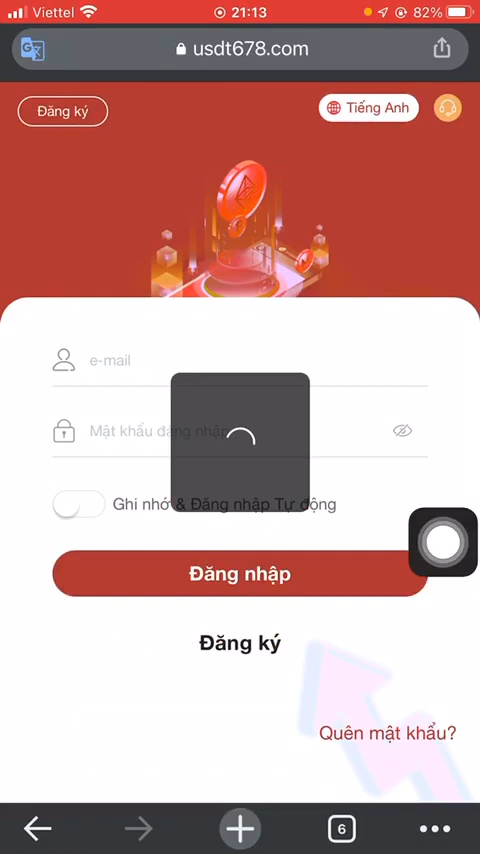 Viettel
21:13
82%
usdt678.com
Đăng ký
Tiếng Anh
e-mail
Mật khẩu đăng nhập
Ghi nhớ & Đăng nhập Tự động
Đăng nhập
Đăng ký
Quên mật khẩu?
6